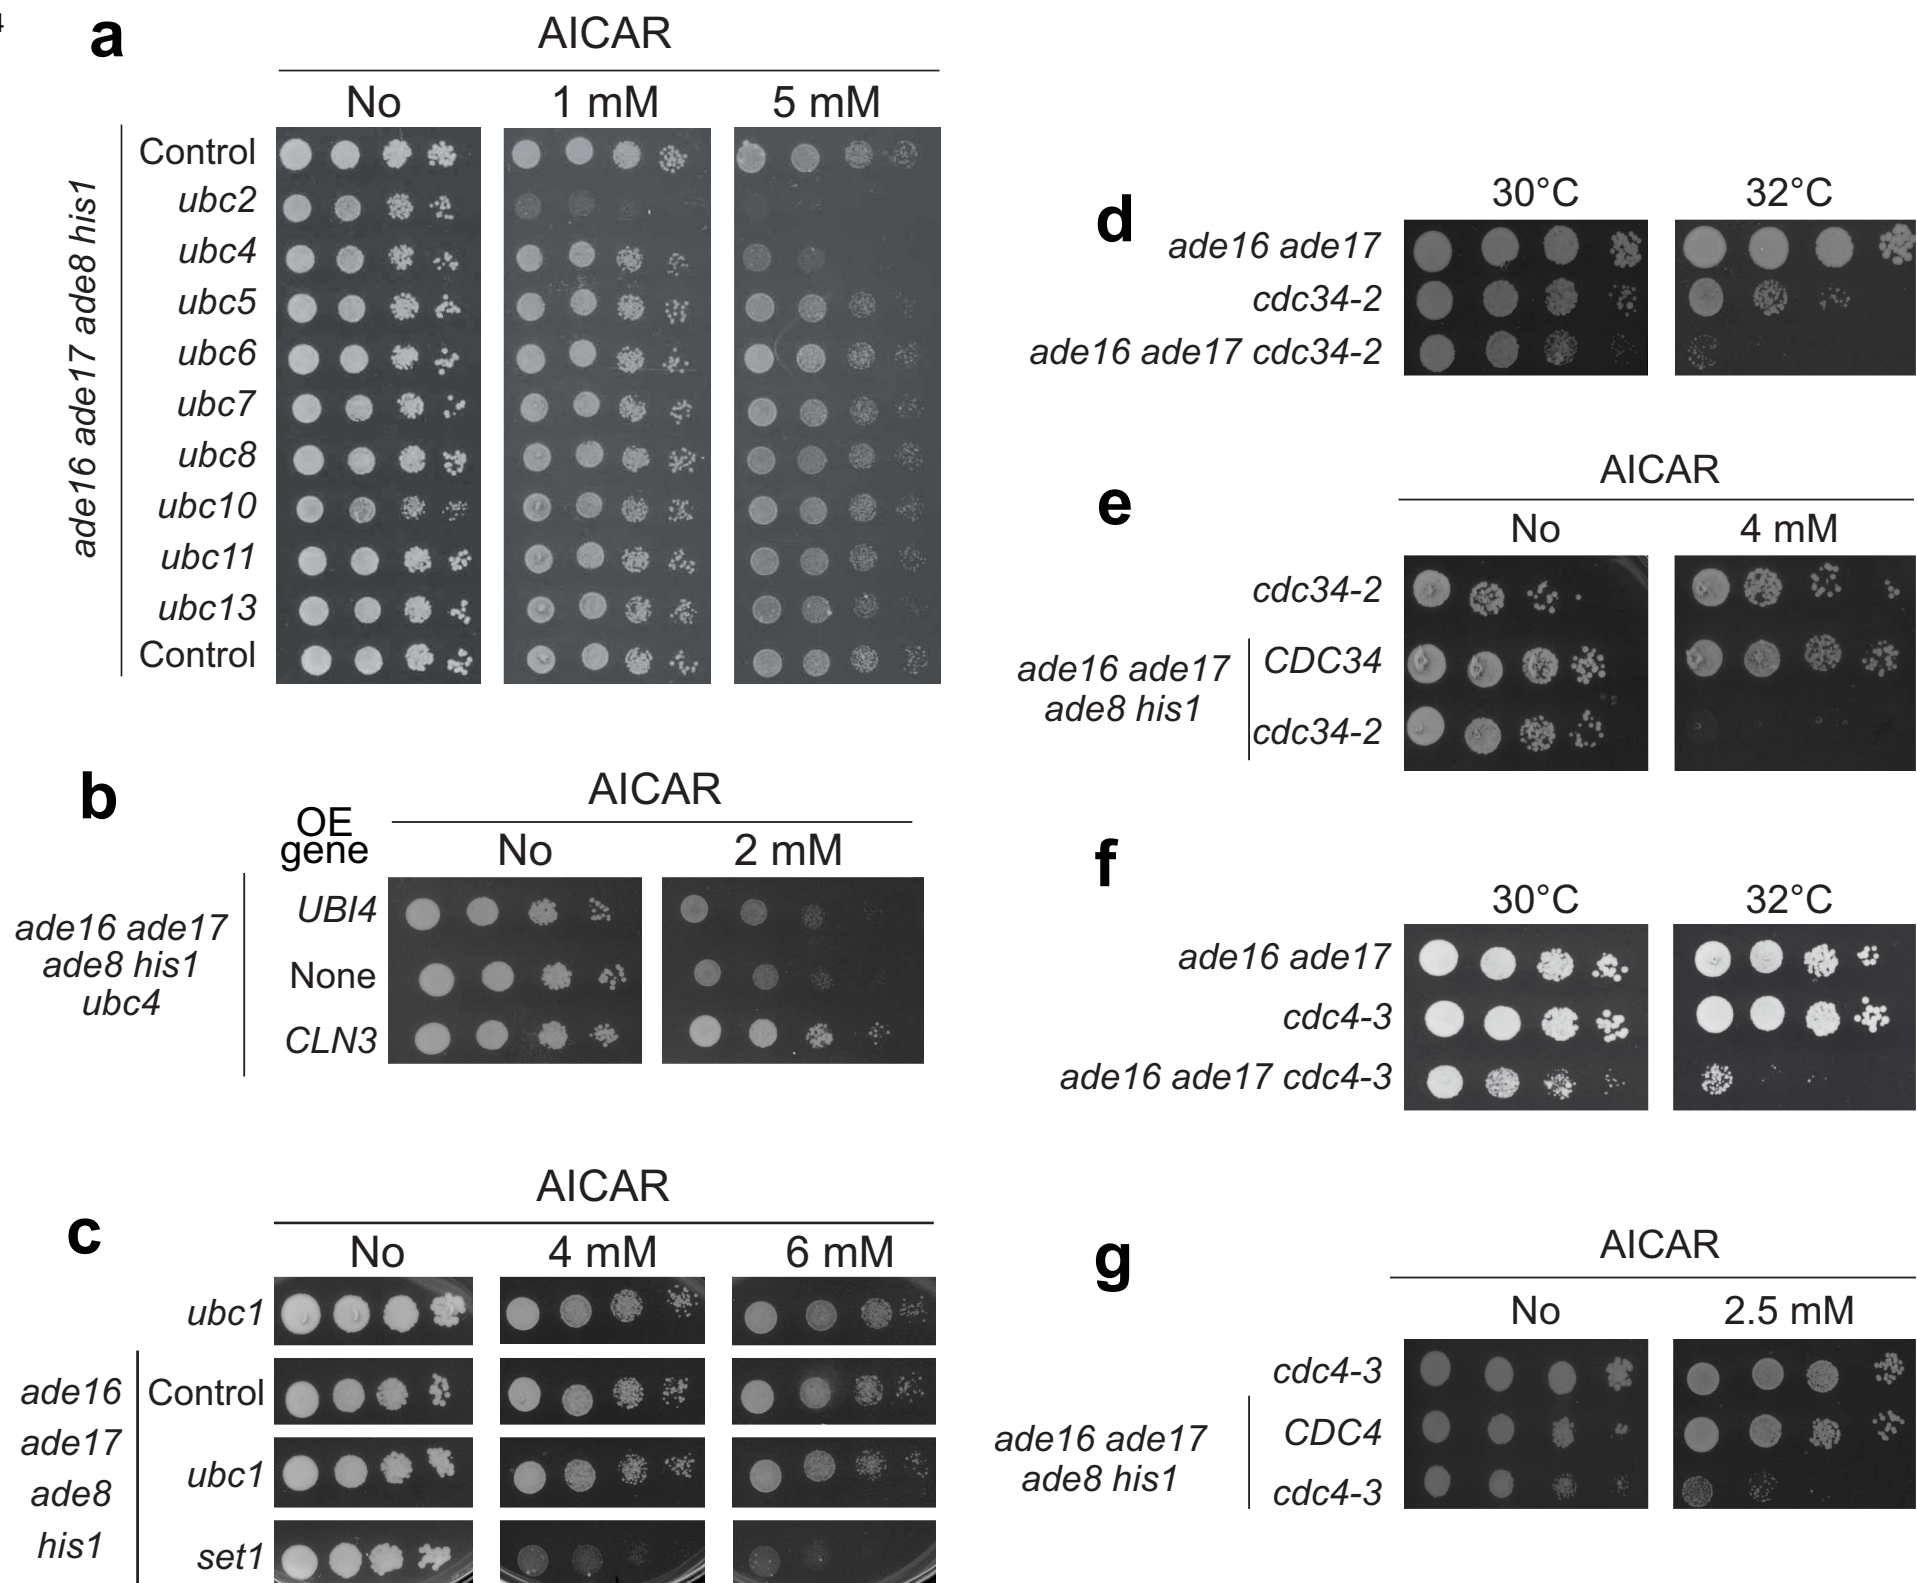 4
a
AICAR
No 1 mM 5 mM
ade16 ade17 ade8 his1
Control
ubc2
ubc4
ubc5
ubc6
ubc7
ubc8
ubc10
ubc11
ubc13
Control
b
AICAR
OE
gene
No 2 mM
ade16 ade17
ade8 his1
ubc4
UBI4
None
CLN3
c
AICAR
No 4 mM 6 mM
ubc1
ade16
ade17
ade8
his1
Control
ubc1
set1
d
30°C 32°C
ade16 ade17
cdc34-2
ade16 ade17 cdc34-2
e
AICAR
No 4 mM
cdc34-2
ade16 ade17
ade8 his1
CDC34
cdc34-2
f
30°C 32°C
ade16 ade17
cdc4-3
ade16 ade17 cdc4-3
g
AICAR
No 2.5 mM
cdc4-3
ade16 ade17
ade8 his1
CDC4
cdc4-3